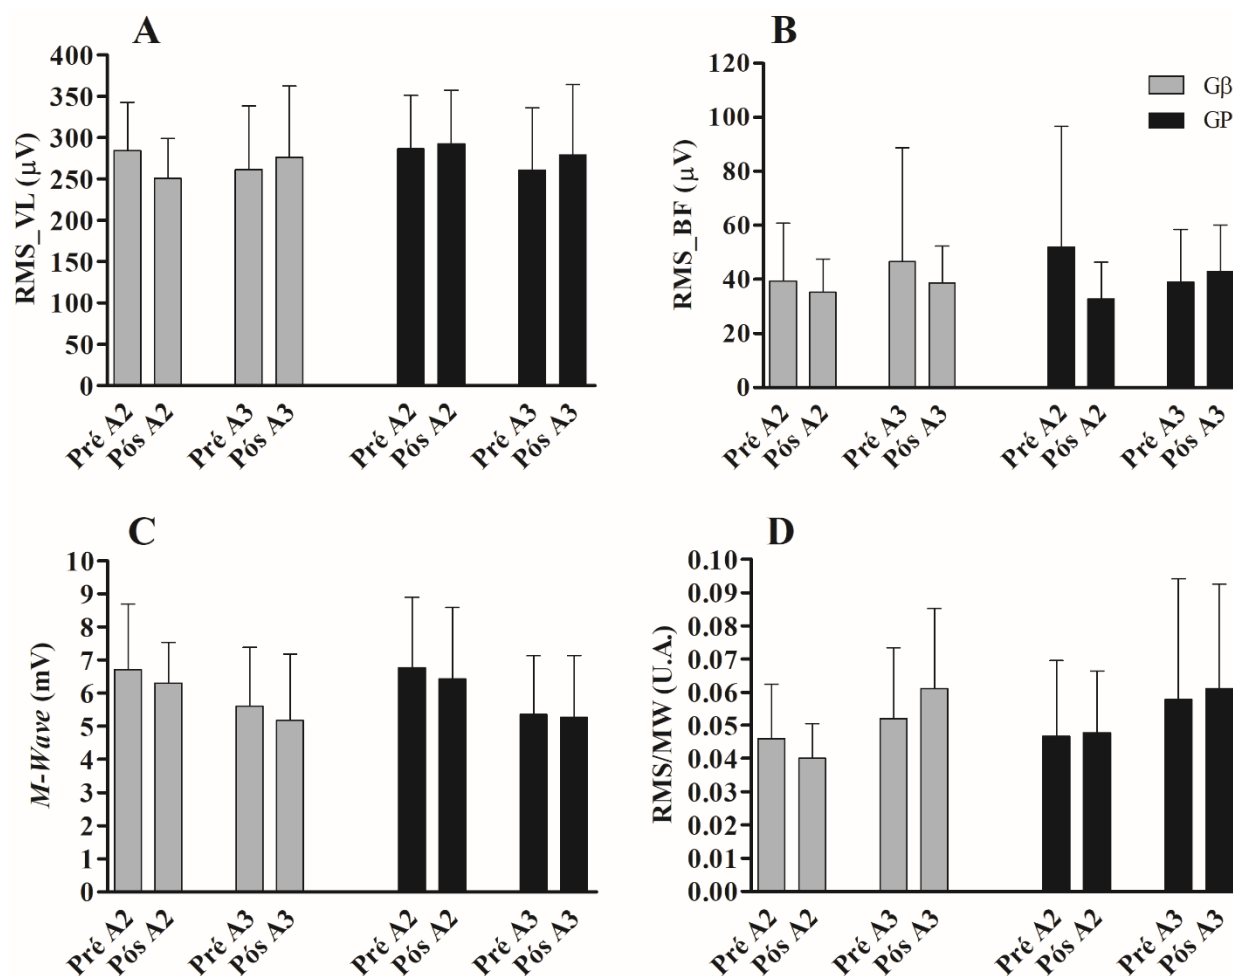 A
RMS_VL (µV)
400
350
300
250
200
150
100
50
0
Pré A2
Pós A2
Pré A3
Pós A3
Pré A2
Pós A2
Pré A3
Pós A3
B
RMS_BF (µV)
120
100
80
60
40
20
0
Gβ
GP
Pré A2
Pós A2
Pré A3
Pós A3
Pré A2
Pós A2
Pré A3
Pós A3
C
M-Wave (mV)
10
9
8
7
6
5
4
3
2
1
0
Pré A2
Pós A2
Pré A3
Pós A3
Pré A2
Pós A2
Pré A3
Pós A3
D
RMS/MW (U.A.)
0.10
0.09
0.08
0.07
0.06
0.05
0.04
0.03
0.02
0.01
0.00
Pré A2
Pós A2
Pré A3
Pós A3
Pré A2
Pós A2
Pré A3
Pós A3